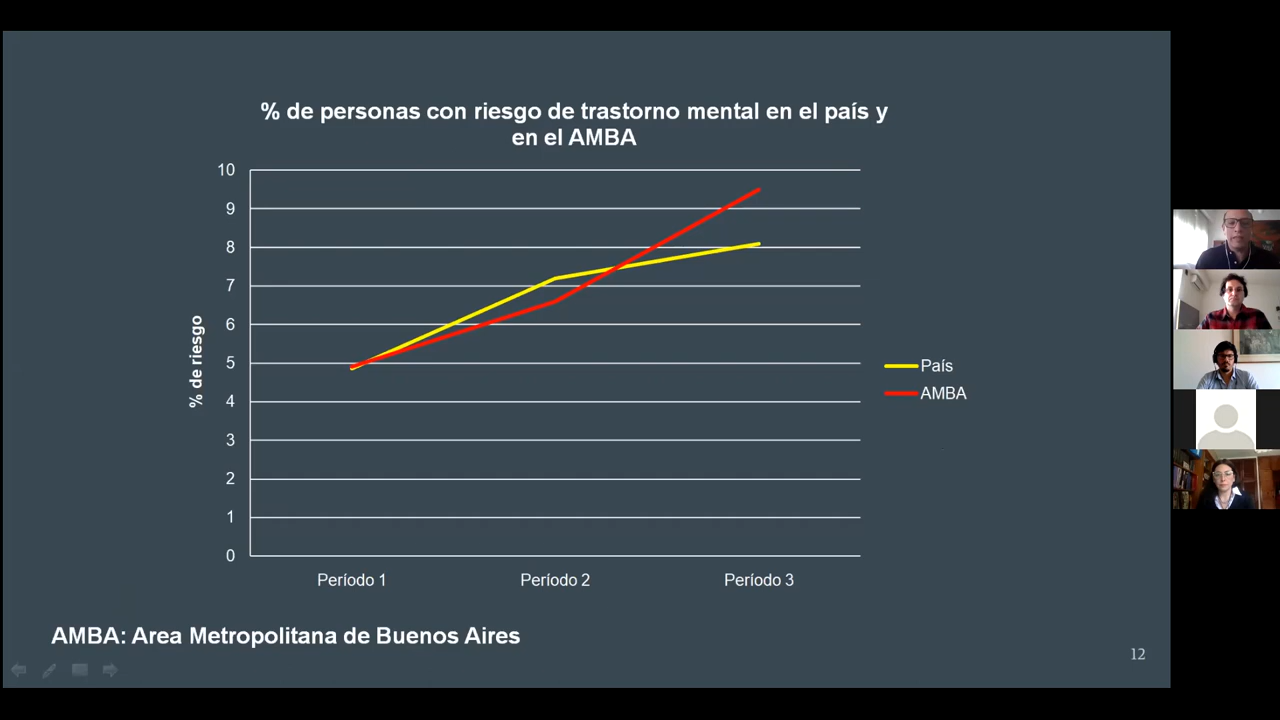 % de personas con riesgo de trastorno mental en el país y
en el AMBA
10
9
8
7
6
5
4
3
2
1
0
% de riesgo
Período 1
Período 2
Período 3
País
AMBA
AMBA: Area Metropolitana de Buenos Aires
12